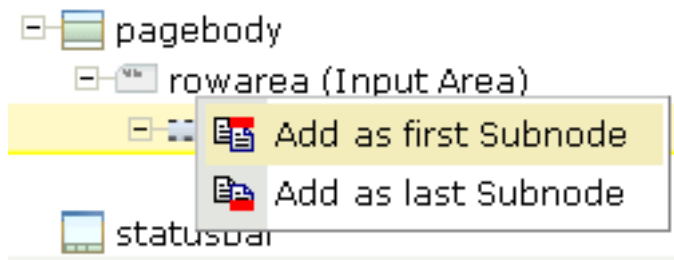 pagebody
rowarea (Input Area)
Add as first Subnode
Add as last Subnode
statusbar